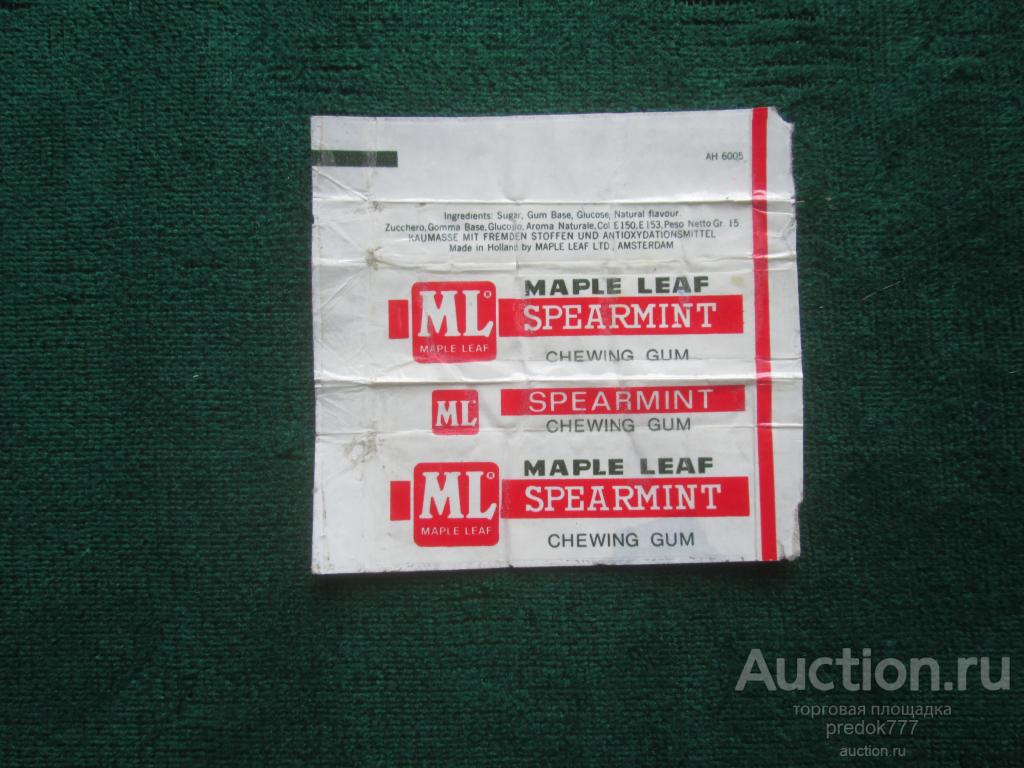 AH 6005
Ingredients: Sugar, Gum Base, Glucose, Natural flavour.
Zucchero, Gomma Base, Glucosio, Aroma Naturale, Col. E150, E153, Peso Netto Gr. 15
KAUMASSE MIT FREMDEN STOFFEN UND ANTIOXYDATIONSMITTEL
Made in Holland by MAPLE LEAF LTD., AMSTERDAM
MAPLE LEAF
ML® SPEARMINT
MAPLE LEAF
CHEWING GUM
ML SPEARMINT
CHEWING GUM
MAPLE LEAF
ML® SPEARMINT
MAPLE LEAF
CHEWING GUM
Auction.ru
торговая площадка
predok777
auction.ru